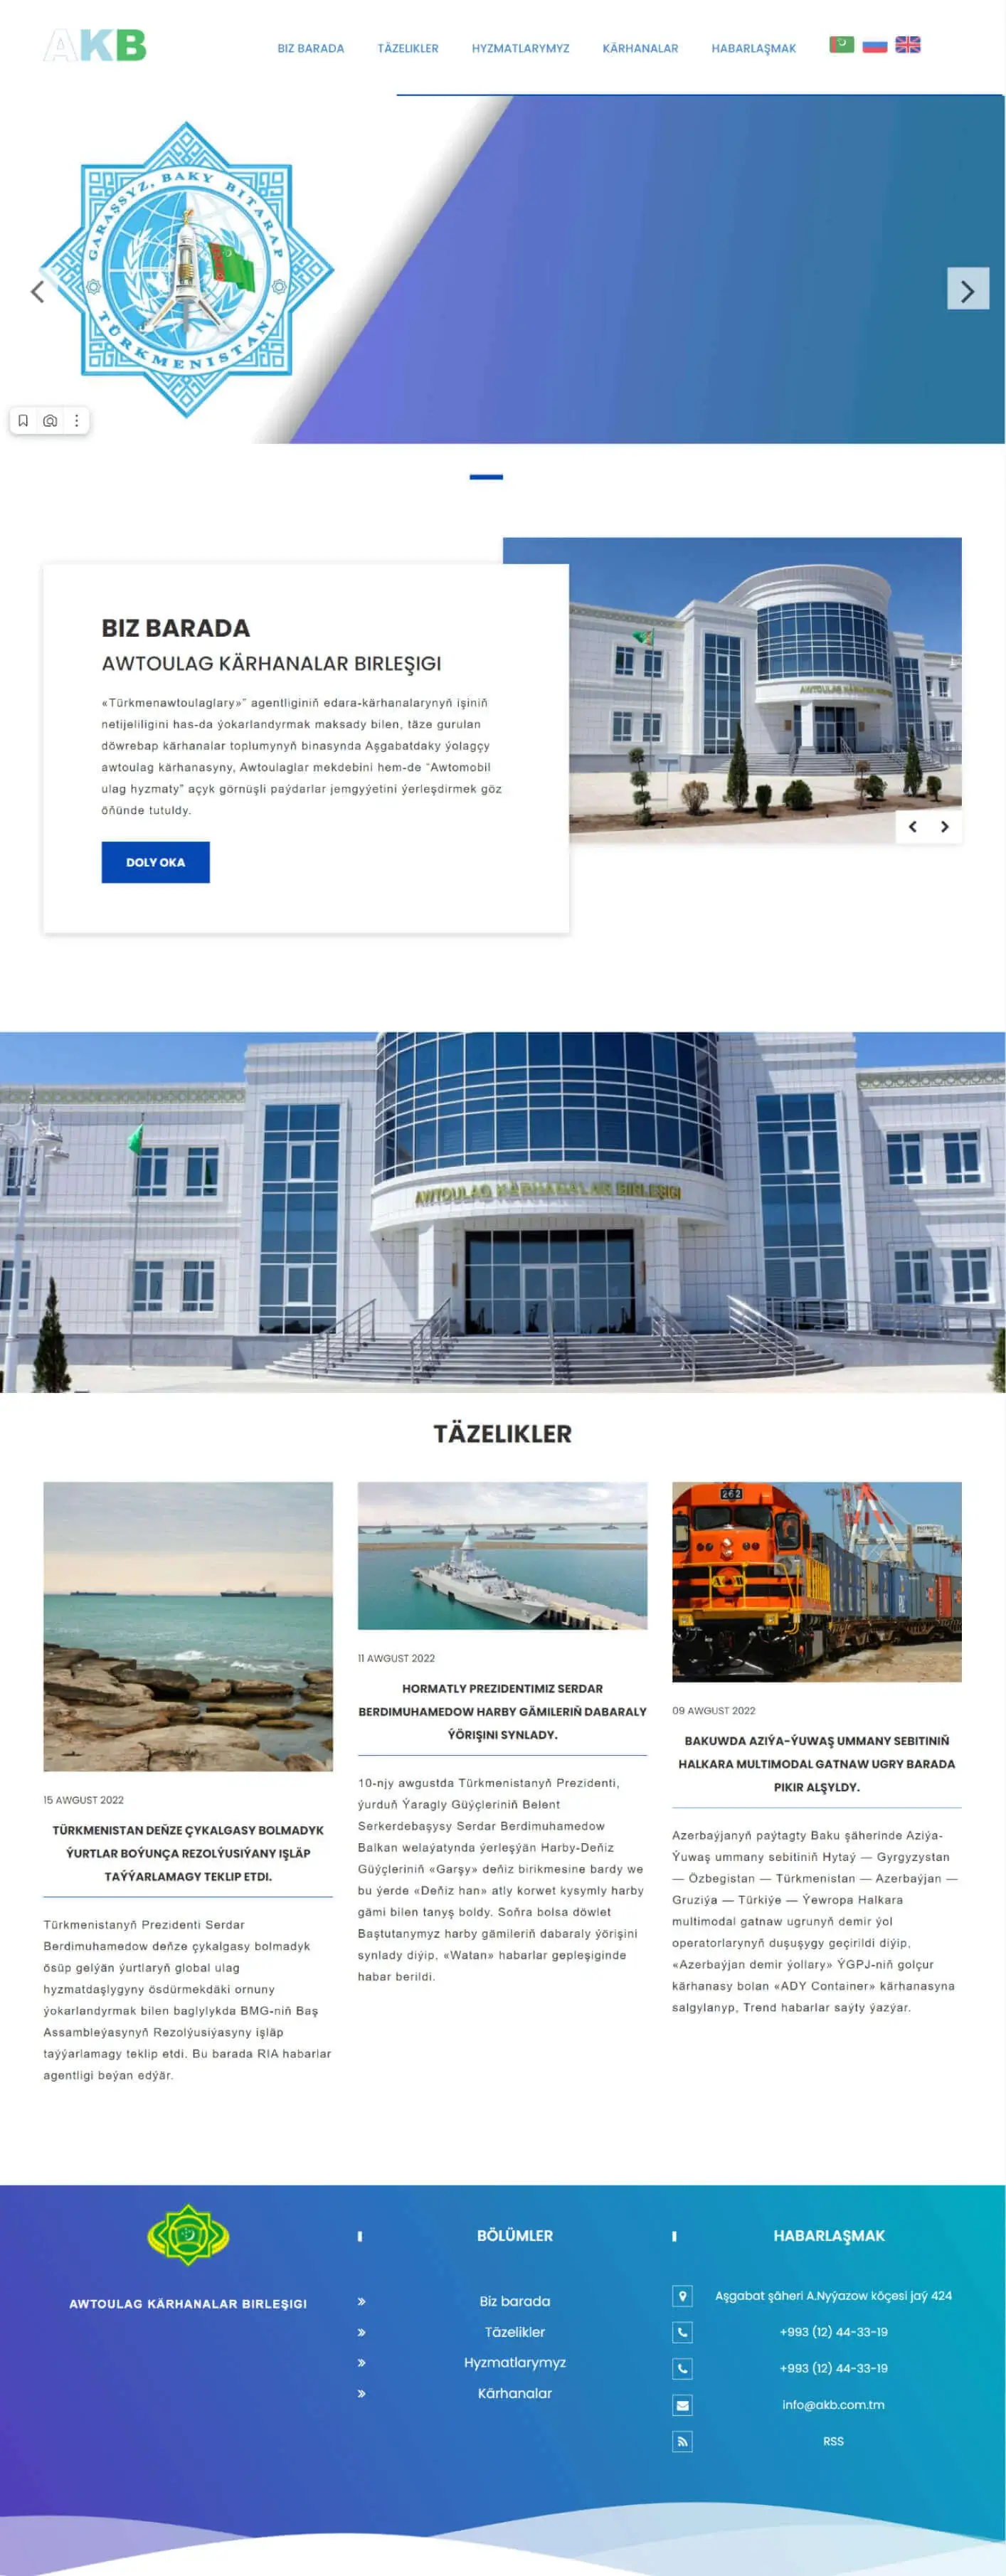 AKB
BIZ BARADA
TÄZELIKLER
HYZMATLARYMYZ
KÄRHANALAR
HABARLAŞMAK
GARAŞSYZ, BAKY BITARAP
TÜRKMENISTAN!
BIZ BARADA
AWTOULAG KÄRHANALAR BIRLEŞIGI
«Türkmenawtoulaglary»" agentliginiň edara-kärhanalarynyň işiniň
netijeliligini has-da ýokarlandyrmak maksady bilen, täze gurulan
döwrebap kärhanalar toplumynyň binasynda Aşgabatdaky ýolagçy
awtoulag kärhanasyny, Awtoulaglar mekdebini hem-de "Awtomobil
ulag hyzmaty" açyk görnüşli paýdarlar jemgyýetini ýerleşdirmek göz
öňünde tutuldy.
DOLY OKA
AWTOULAG KÄRHANALAR BIRLEŞIGI
TÄZELIKLER
15 AWGUST 2022
TÜRKMENISTAN DEŇZE ÇYKALGASY BOLMADYK
ÝURTLAR BOÝUNÇA REZOLÝUSIÝANY IŞLÄP
TAÝÝARLAMAGY TEKLIP ETDI.
Türkmenistanyň Prezidenti Serdar
Berdimuhamedow deňze çykalgasy bolmadyk
ösüp gelýän ýurtlaryň global ulag
hyzmatdaşlygyny ösdürmekdäki ornuny
ýokarlandyrmak bilen baglylykda BMG-niň Baş
Assambleýasynyň Rezolýusiýasyny işläp
taýýarlamagy teklip etdi. Bu barada RIA habarlar
agentligi beýan edýär.
262
11 AWGUST 2022
HORMATLY PREZIDENTIMIZ SERDAR
BERDIMUHAMEDOW HARBY GÄMILERIŇ DABARALY
ÝÖRIŞINI SYNLADY.
10-njy awgustda Türkmenistanyň Prezidenti,
ýurduň Ýaragly Güýçleriniň Belent
Serkerdebaşysy Serdar Berdimuhamedow
Balkan welaýatynda ýerleşýän Harby-Deňiz
Güýçleriniň «Garşy» deňiz birikmesine bardy we
bu ýerde «Deňiz han» atly korwet kysymly harby
gämi bilen tanyş boldy. Soňra bolsa döwlet
Baştutanymyz harby gämileriň dabaraly ýörişini
synlady diýip, «Watan» habarlar gepleşiginde
habar berildi.
09 AWGUST 2022
BAKUWDA AZIÝA-ÝUWAŞ UMMANY SEBITINIŇ
HALKARA MULTIMODAL GATNAW UGRY BARADA
PIKIR ALŞYLDY.
Azerbaýjanyň paýtagty Baku şäherinde Aziýa-
Ýuwaş ummany sebitiniň Hytaý — Gyrgyzystan
— Özbegistan — Türkmenistan — Azerbaýjan —
Gruziýa — Türkiýe — Ýewropa Halkara
multimodal gatnaw ugrunyň demir ýol
operatorlarynyň duşuşygy geçirildi diýip,
«Azerbaýjan demir ýollary» ÝGPJ-niň golçur
kärhanasy bolan «ADY Container» kärhanasyna
salgylanyp, Trend habarlar saýty ýazýar.
AWTOULAG KÄRHANALAR BIRLEŞIGI
BÖLÜMLER
Biz barada
Täzelikler
Hyzmatlarymyz
Kärhanalar
HABARLAŞMAK
Aşgabat şäheri A.Nyýazow köçesi jaý 424
+993 (12) 44-33-19
+993 (12) 44-33-19
info@akb.com.tm
RSS